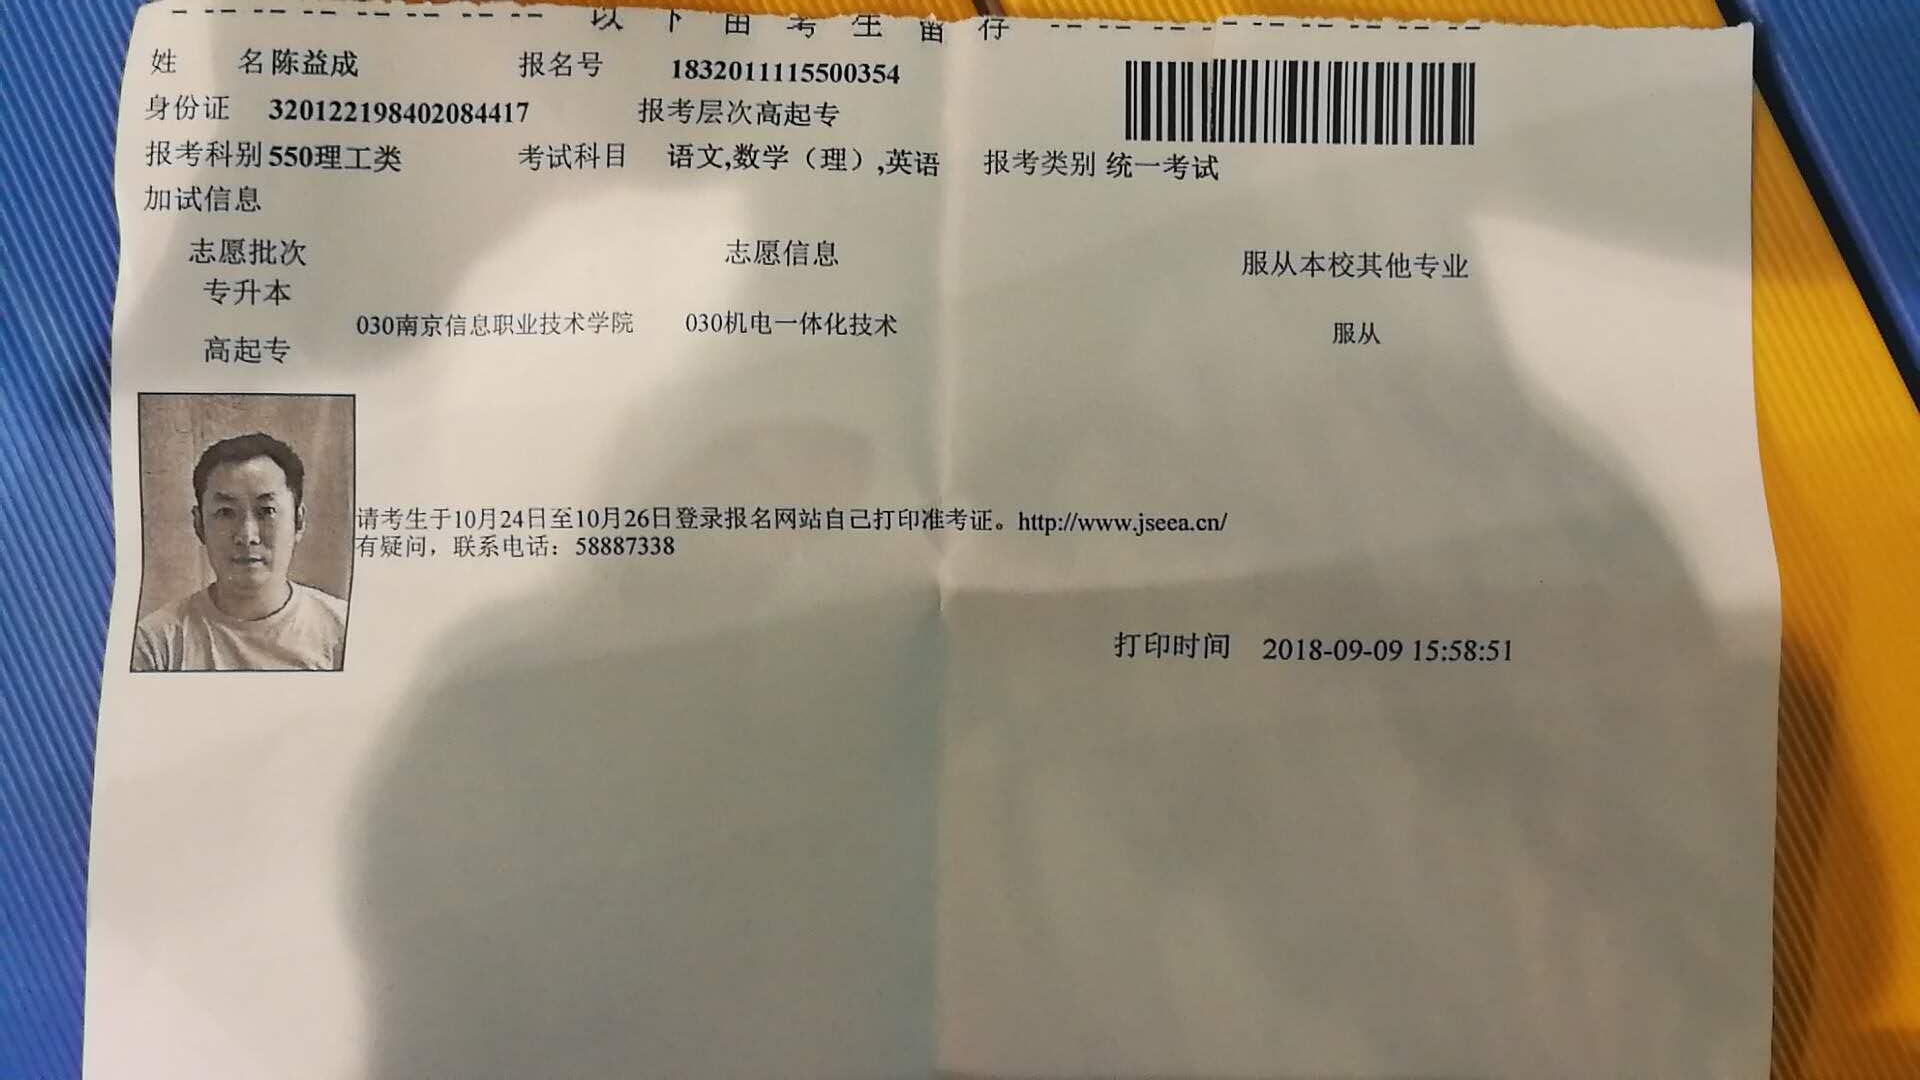 以下由考生留存
姓 名 陈益成 报名号 1832011115500354
身份证 320122198402084417 报考层次 高起专
报考科别 550理工类 考试科目 语文,数学（理）,英语 报考类别 统一考试
加试信息
志愿批次 志愿信息 服从本校其他专业
专升本
高起专 030南京信息职业技术学院 030机电一体化技术 服从
请考生于10月24日至10月26日登录报名网站自己打印准考证。http://www.jseea.cn/
有疑问，联系电话：58887338
打印时间 2018-09-09 15:58:51